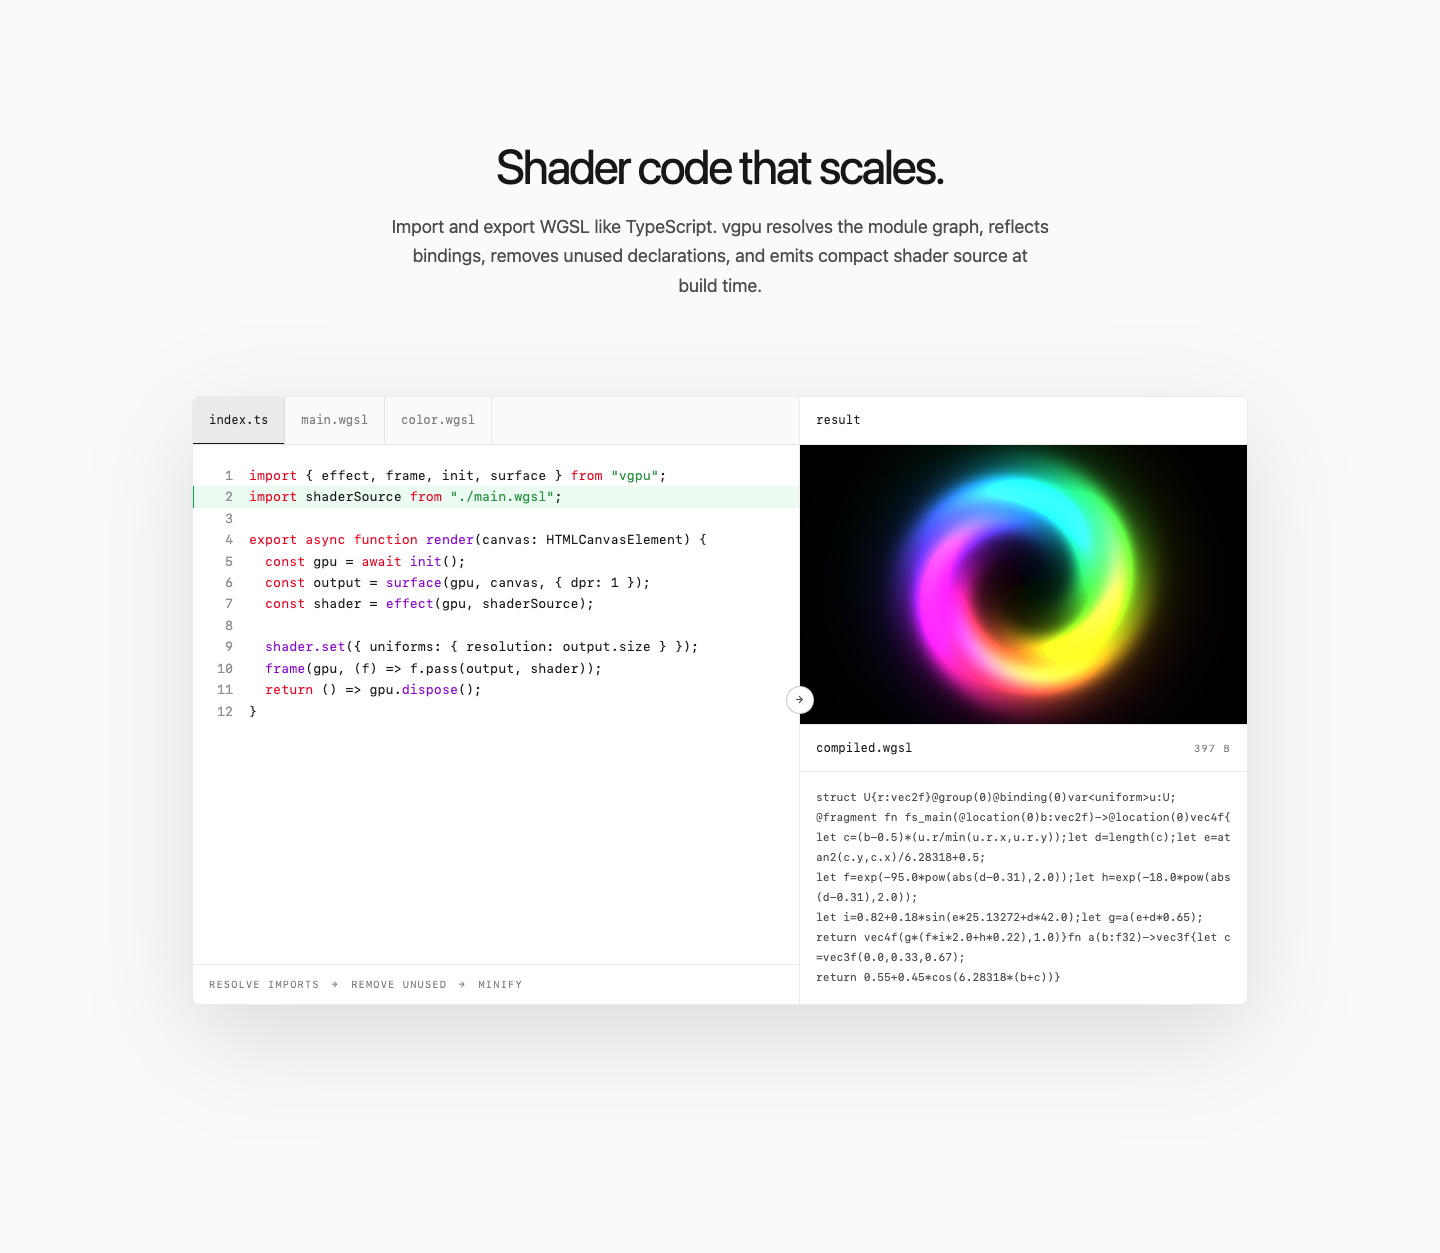 Shader code that scales.
Import and export WGSL like TypeScript. vgpu resolves the module graph, reflects
bindings, removes unused declarations, and emits compact shader source at
build time.
index.ts
main.wgsl
color.wgsl
1 import { effect, frame, init, surface } from "vgpu";
2 import shaderSource from "./main.wgsl";
3
4 export async function render(canvas: HTMLCanvasElement) {
5   const gpu = await init();
6   const output = surface(gpu, canvas, { dpr: 1 });
7   const shader = effect(gpu, shaderSource);
8
9   shader.set({ uniforms: { resolution: output.size } });
10   frame(gpu, (f) => f.pass(output, shader));
11   return () => gpu.dispose();
12 }
RESOLVE IMPORTS → REMOVE UNUSED → MINIFY
result
→
compiled.wgsl 397 B
struct U{r:vec2f}@group(0)@binding(0)var<uniform>u:U;
@fragment fn fs_main(@location(0)b:vec2f)->@location(0)vec4f{
let c=(b-0.5)*(u.r/min(u.r.x,u.r.y));let d=length(c);let e=at
an2(c.y,c.x)/6.28318+0.5;
let f=exp(-95.0*pow(abs(d-0.31),2.0));let h=exp(-18.0*pow(abs
(d-0.31),2.0));
let i=0.82+0.18*sin(e*25.13272+d*42.0);let g=a(e+d*0.65);
return vec4f(g*(f*i*2.0+h*0.22),1.0)}fn a(b:f32)->vec3f{let c
=vec3f(0.0,0.33,0.67);
return 0.55+0.45*cos(6.28318*(b+c))}